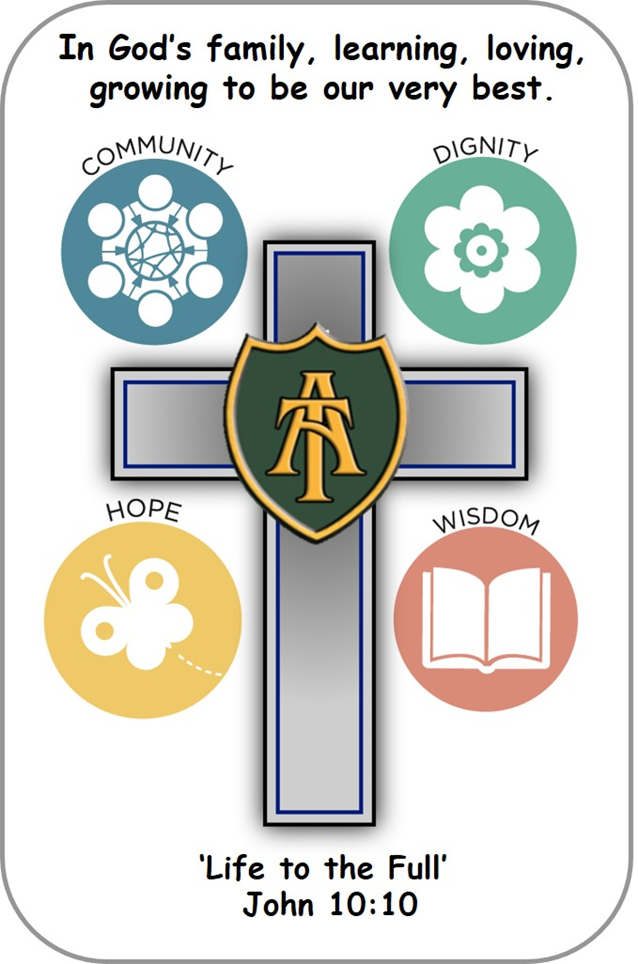 In God's family, learning, loving,
growing to be our very best.
COMMUNITY
DIGNITY
AT
HOPE
WISDOM
'Life to the Full'
John 10:10